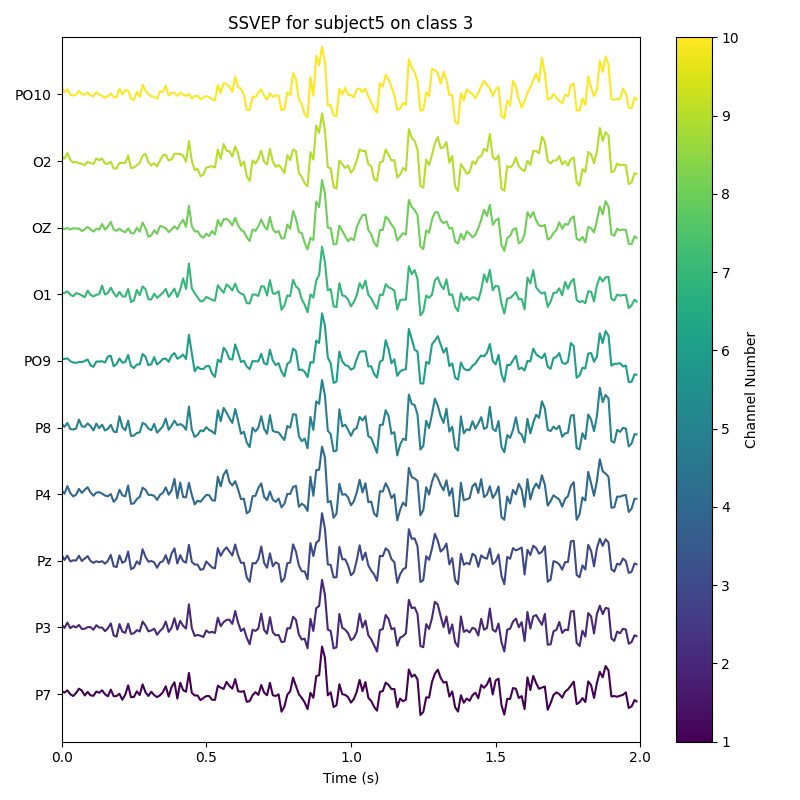 SSVEP for subject5 on class 3
PO10
O2
OZ
O1
PO9
P8
P4
Pz
P3
P7
0.0
0.5
1.0
1.5
2.0
Time (s)
10
9
8
7
6
5
4
3
2
1
Channel Number